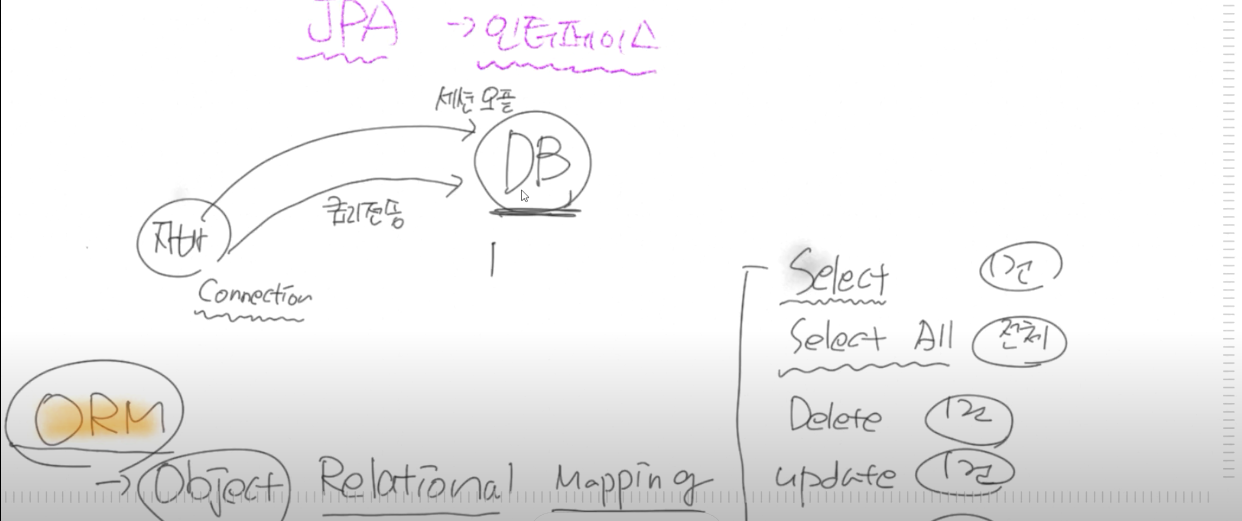 JPA → 인터페이스
세션 오픈
DB
쿼리전송
자바
Connection
Select 1건
Select All 전체
Delete 1건
update 1건
ORM
→ Object Relational Mapping